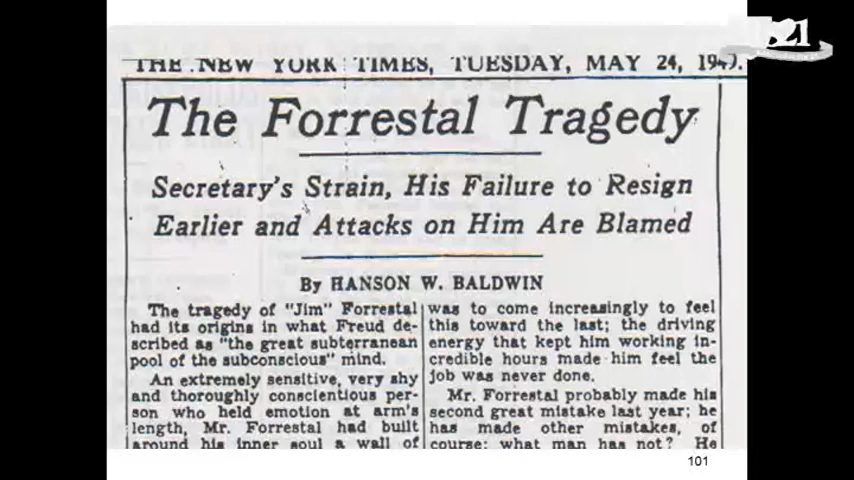 THE NEW YORK TIMES, TUESDAY, MAY 24, 1949.
The Forrestal Tragedy
Secretary's Strain, His Failure to Resign
Earlier and Attacks on Him Are Blamed
By HANSON W. BALDWIN
The tragedy of "Jim" Forrestal
had its origins in what Freud de-
scribed as "the great subterranean
pool of the subconscious" mind.
An extremely sensitive, very shy
and thoroughly conscientious per-
son who held emotion at arm's
length, Mr. Forrestal had built
around his inner soul a wall of
was to come increasingly to feel
this toward the last; the driving
energy that kept him working in-
credible hours made him feel the
job was never done.
Mr. Forrestal probably made his
second great mistake last year; he
has made other mistakes, of
course: what man has not? He
101
21